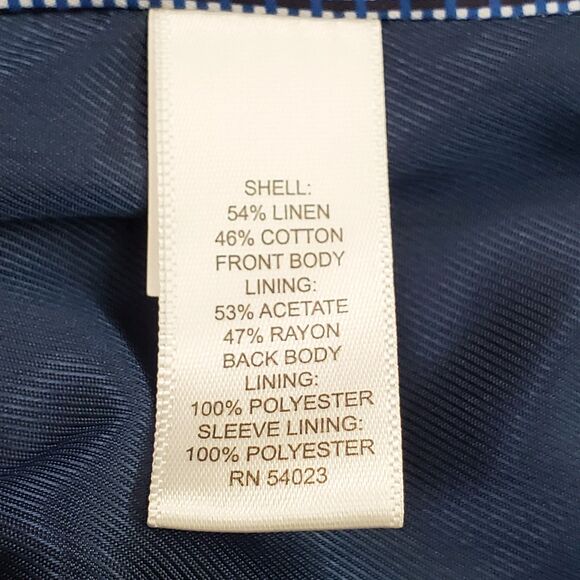 SHELL:
54% LINEN
46% COTTON
FRONT BODY
LINING:
53% ACETATE
47% RAYON
BACK BODY
LINING:
100% POLYESTER
SLEEVE LINING:
100% POLYESTER
RN 54023